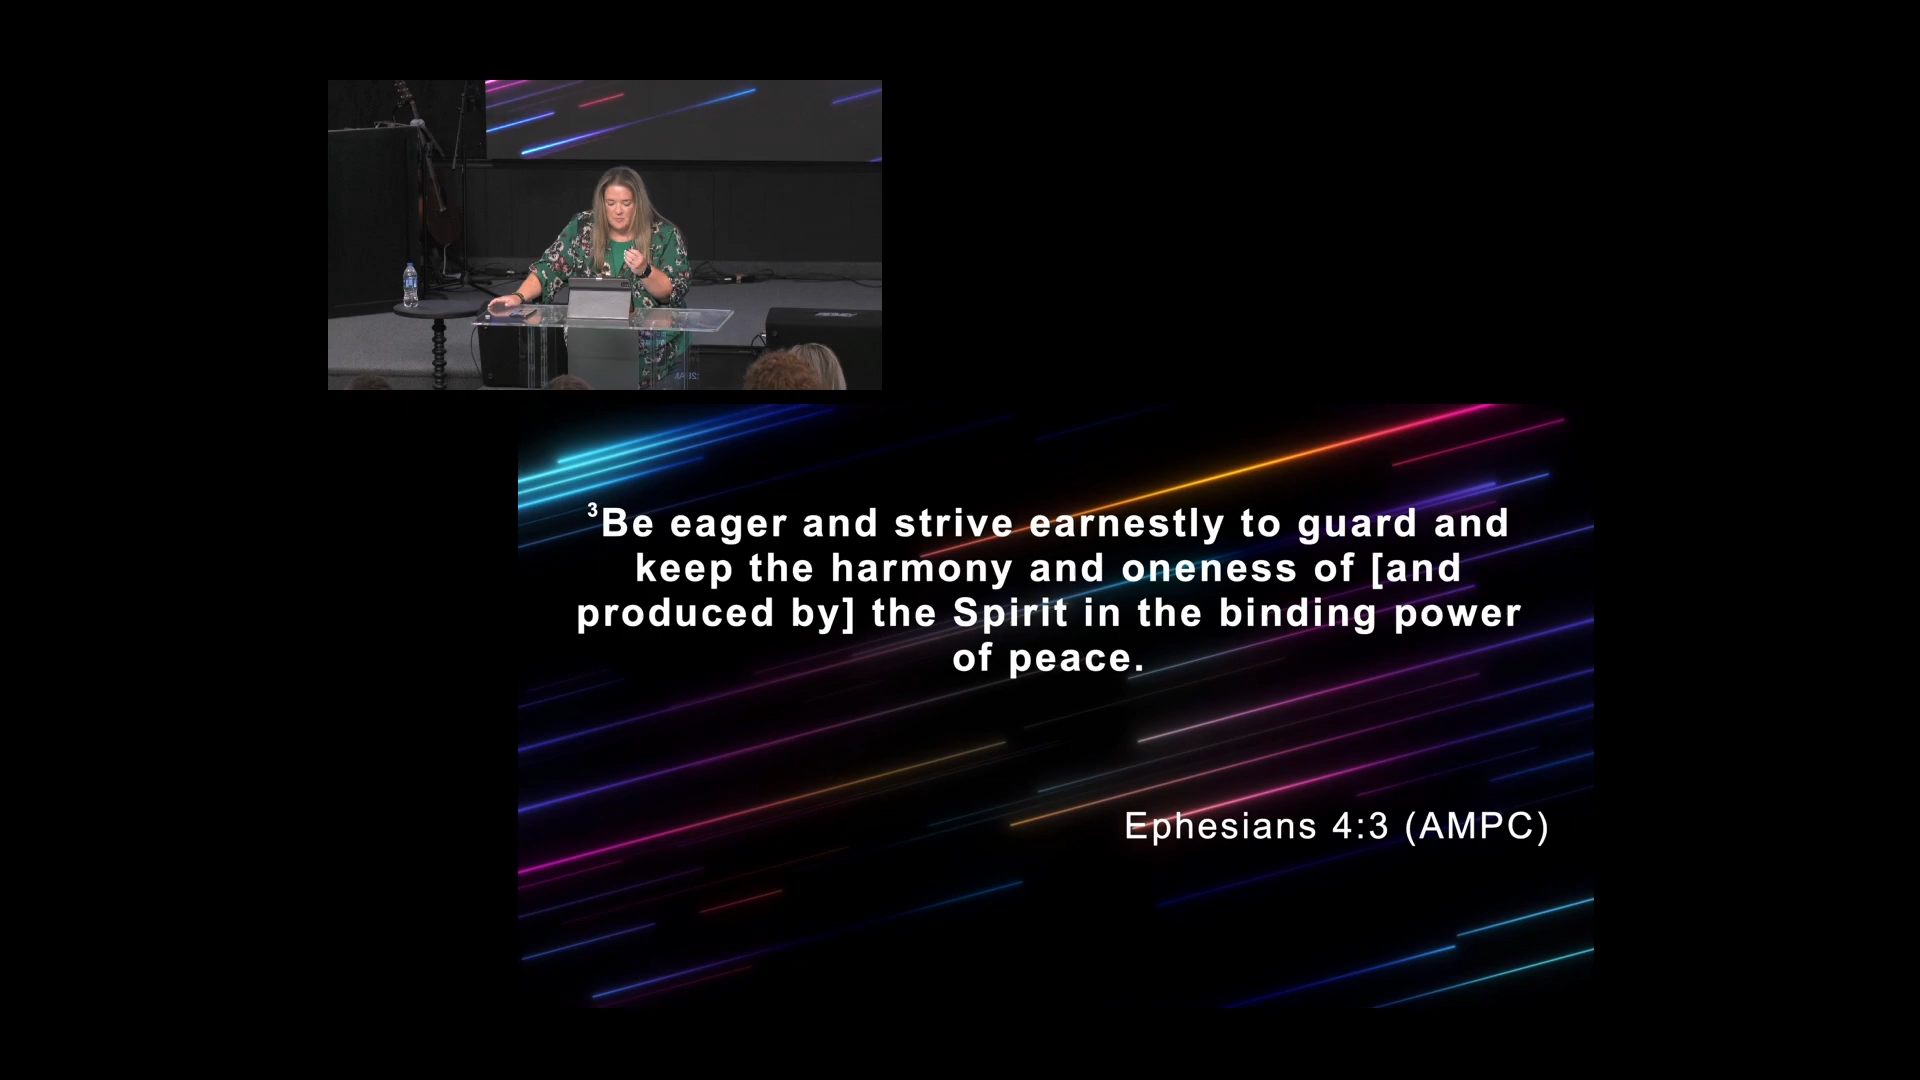 ³Be eager and strive earnestly to guard and
keep the harmony and oneness of [and
produced by] the Spirit in the binding power
of peace.
Ephesians 4:3 (AMPC)